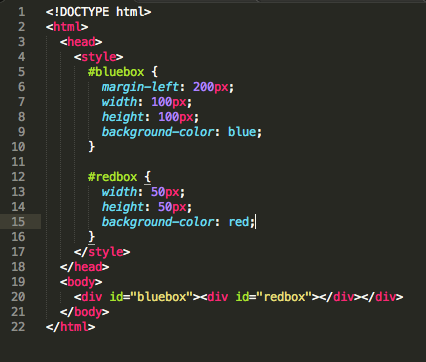 1 <!DOCTYPE html>
2 <html>
3   <head>
4     <style>
5       #bluebox {
6         margin-left: 200px;
7         width: 100px;
8         height: 100px;
9         background-color: blue;
10       }
11
12       #redbox {
13         width: 50px;
14         height: 50px;
15         background-color: red;
16       }
17     </style>
18   </head>
19   <body>
20     <div id="bluebox"><div id="redbox"></div></div>
21   </body>
22 </html>